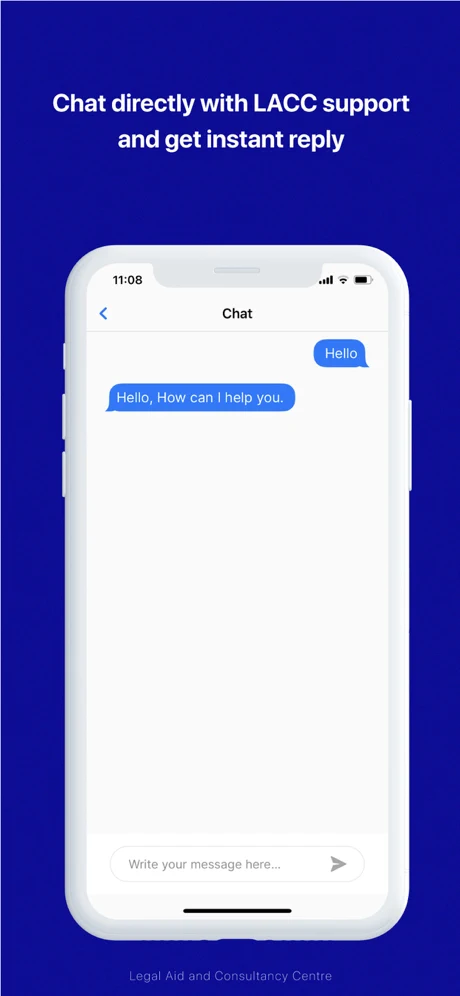 Chat directly with LACC support
and get instant reply
11:08
Chat
Hello
Hello, How can I help you.
Write your message here...
Legal Aid and Consultancy Centre